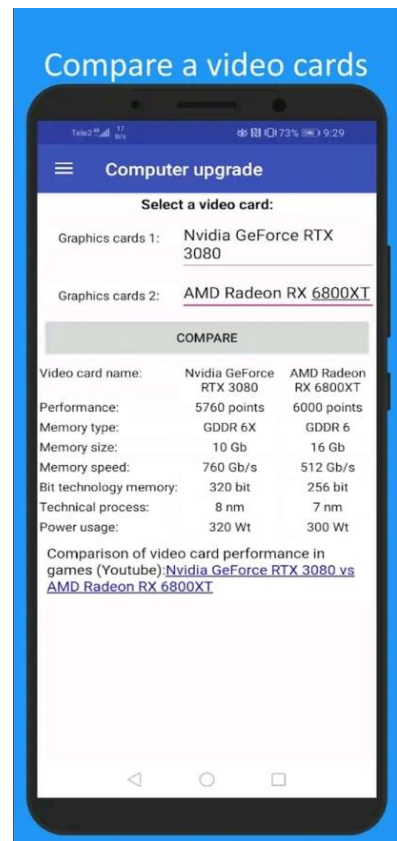 Compare a video cards
Tele2 46 17 B/s 73% 9:29
Computer upgrade
Select a video card:
Graphics cards 1: Nvidia GeForce RTX
3080
Graphics cards 2: AMD Radeon RX 6800XT
COMPARE
Video card name: Nvidia GeForce AMD Radeon
RTX 3080 RX 6800XT
Performance: 5760 points 6000 points
Memory type: GDDR 6X GDDR 6
Memory size: 10 Gb 16 Gb
Memory speed: 760 Gb/s 512 Gb/s
Bit technology memory: 320 bit 256 bit
Technical process: 8 nm 7 nm
Power usage: 320 Wt 300 Wt
Comparison of video card performance in
games (Youtube):Nvidia GeForce RTX 3080 vs
AMD Radeon RX 6800XT